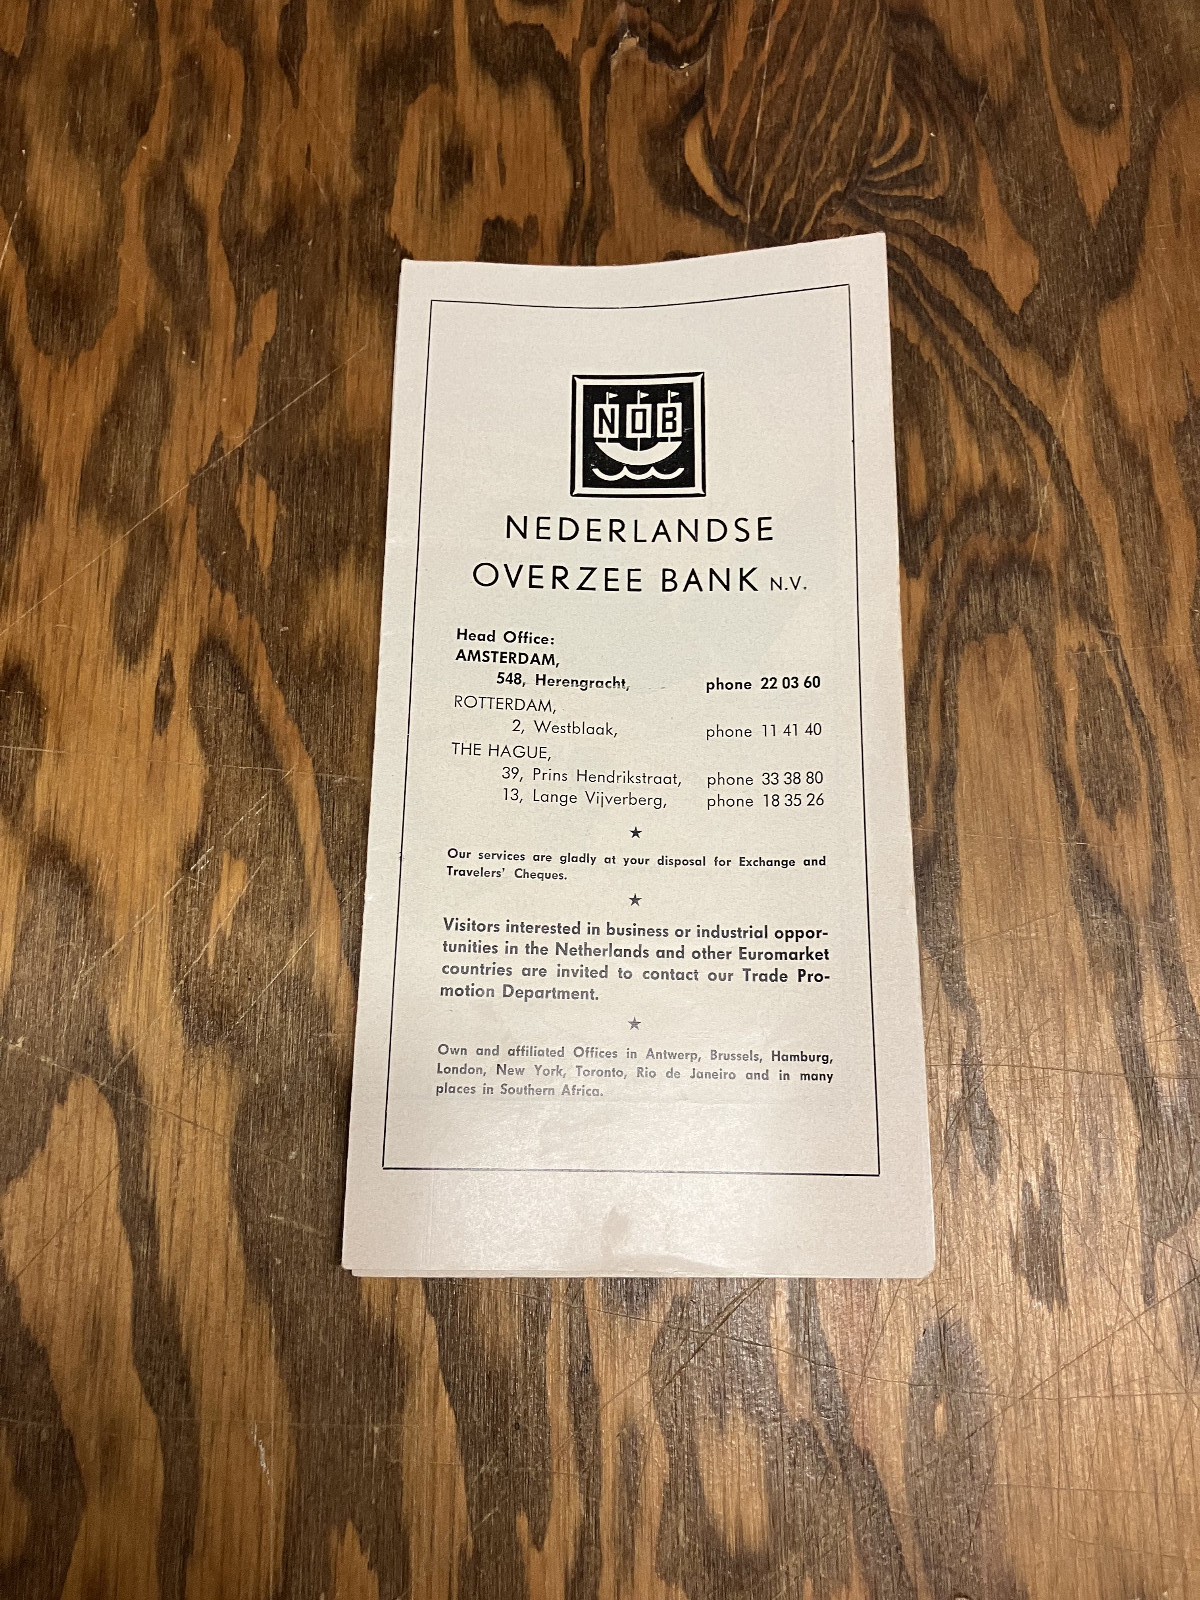 NOB
NEDERLANDSE
OVERZEE BANK N.V.
Head Office:
AMSTERDAM,
548, Herengracht, phone 22 03 60
ROTTERDAM,
2, Westblaak, phone 11 41 40
THE HAGUE,
39, Prins Hendrikstraat, phone 33 38 80
13, Lange Vijverberg, phone 18 35 26
★
Our services are gladly at your disposal for Exchange and
Travelers' Cheques.
★
Visitors interested in business or industrial oppor-
tunities in the Netherlands and other Euromarket
countries are invited to contact our Trade Pro-
motion Department.
★
Own and affiliated Offices in Antwerp, Brussels, Hamburg,
London, New York, Toronto, Rio de Janeiro and in many
places in Southern Africa.